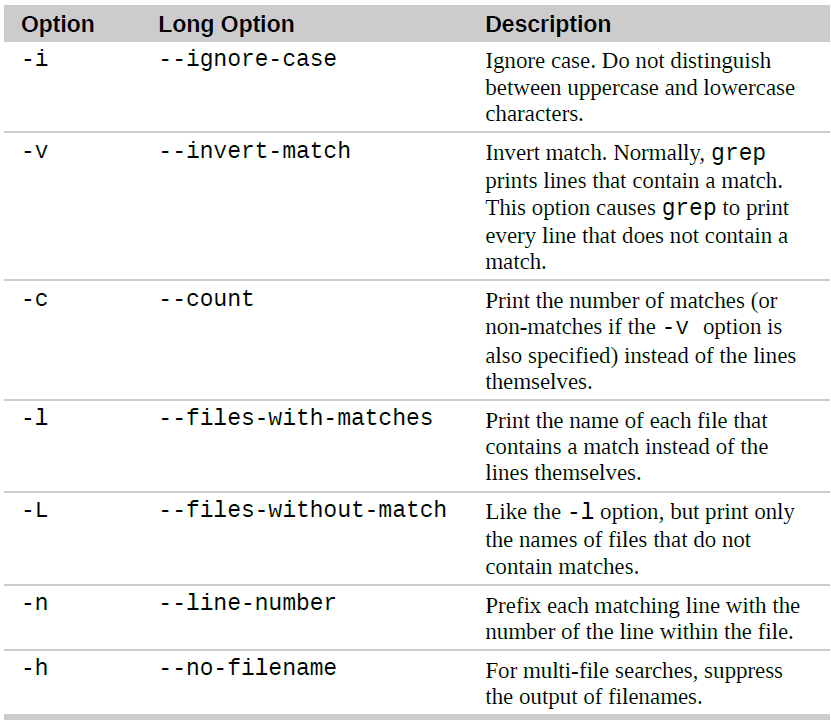 Option Long Option Description
-i --ignore-case Ignore case. Do not distinguish
between uppercase and lowercase
characters.
-v --invert-match Invert match. Normally, grep
prints lines that contain a match.
This option causes grep to print
every line that does not contain a
match.
-c --count Print the number of matches (or
non-matches if the -v option is
also specified) instead of the lines
themselves.
-l --files-with-matches Print the name of each file that
contains a match instead of the
lines themselves.
-L --files-without-match Like the -l option, but print only
the names of files that do not
contain matches.
-n --line-number Prefix each matching line with the
number of the line within the file.
-h --no-filename For multi-file searches, suppress
the output of filenames.